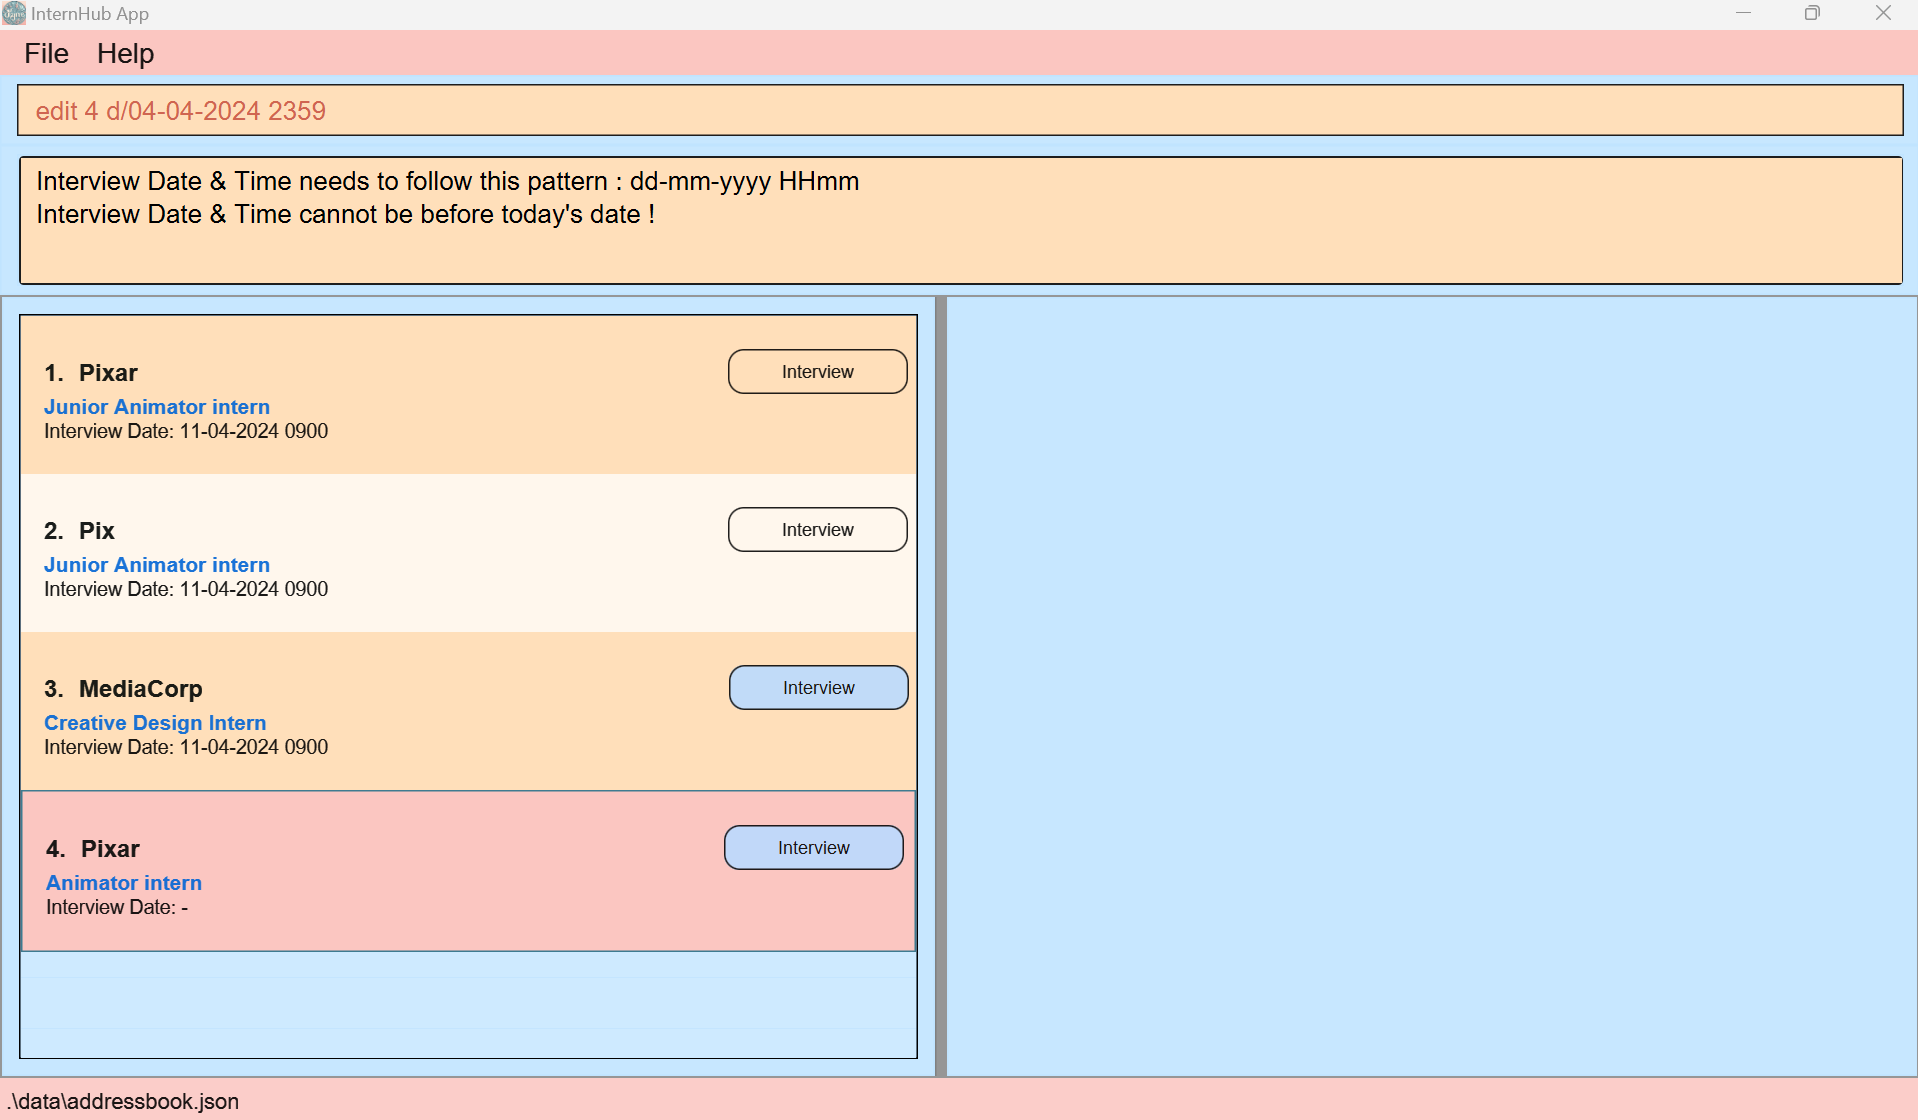 InternHub App
File Help
edit 4 d/04-04-2024 2359
Interview Date & Time needs to follow this pattern : dd-mm-yyyy HHmm
Interview Date & Time cannot be before today's date !
1. Pixar
Interview
Junior Animator intern
Interview Date: 11-04-2024 0900
2. Pix
Interview
Junior Animator intern
Interview Date: 11-04-2024 0900
3. MediaCorp
Interview
Creative Design Intern
Interview Date: 11-04-2024 0900
4. Pixar
Interview
Animator intern
Interview Date: -
.\data\addressbook.json